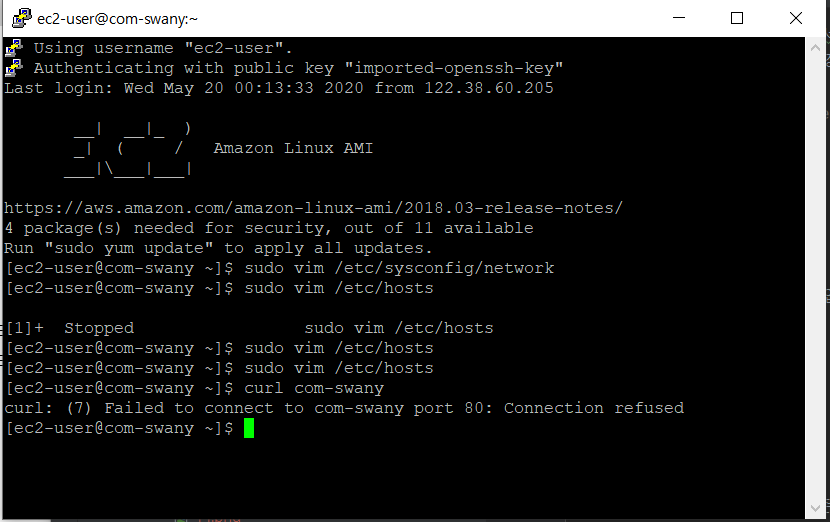 ec2-user@com-swany:~
Using username "ec2-user".
Authenticating with public key "imported-openssh-key"
Last login: Wed May 20 00:13:33 2020 from 122.38.60.205
       __|  __|_  )
       _|  (     /   Amazon Linux AMI
      ___|\___|___|
https://aws.amazon.com/amazon-linux-ami/2018.03-release-notes/
4 package(s) needed for security, out of 11 available
Run "sudo yum update" to apply all updates.
[ec2-user@com-swany ~]$ sudo vim /etc/sysconfig/network
[ec2-user@com-swany ~]$ sudo vim /etc/hosts
[1]+  Stopped                 sudo vim /etc/hosts
[ec2-user@com-swany ~]$ sudo vim /etc/hosts
[ec2-user@com-swany ~]$ sudo vim /etc/hosts
[ec2-user@com-swany ~]$ curl com-swany
curl: (7) Failed to connect to com-swany port 80: Connection refused
[ec2-user@com-swany ~]$